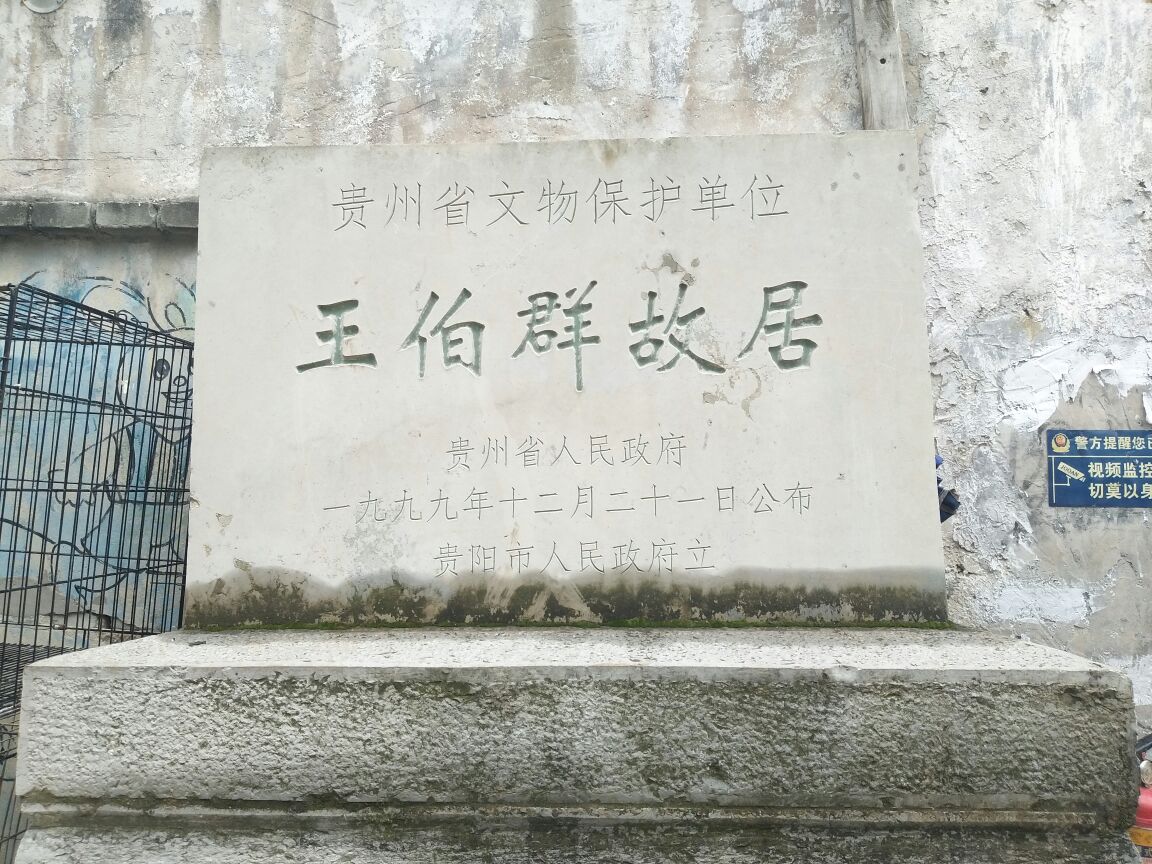 贵州省文物保护单位
王伯群故居
贵州省人民政府
一九九九年十二月二十一日公布
贵阳市人民政府立
警方提醒您已
视频监控
切莫以身